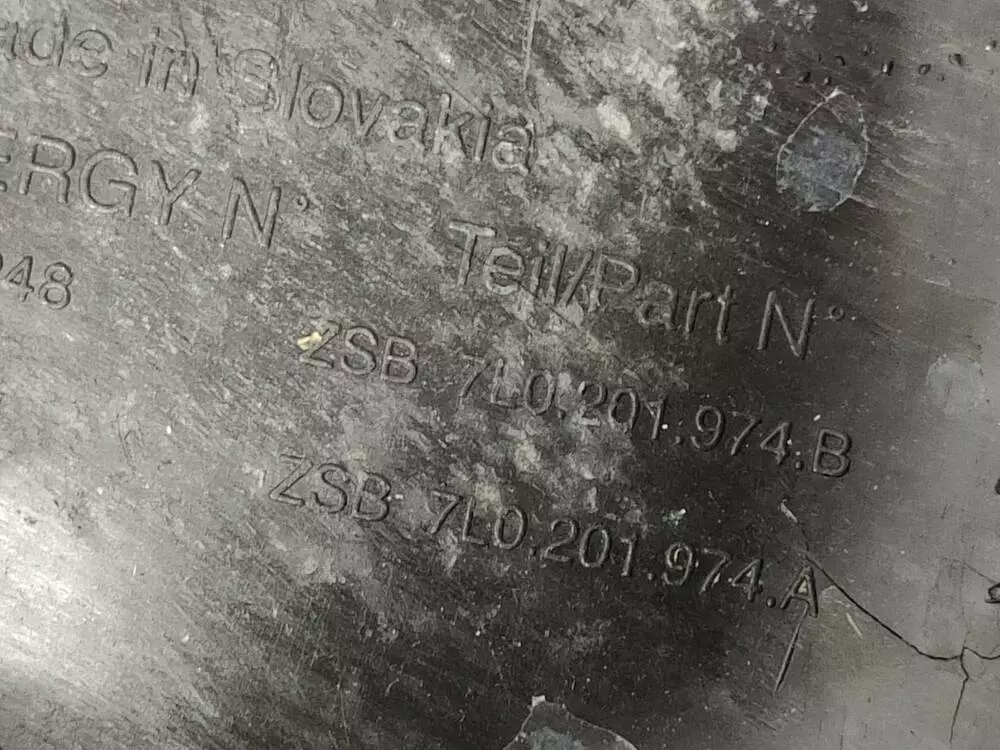 ade in Slovakia
ERGY N°
Teil/Part N°
48
ZSB 7L0.201.974.B
ZSB 7L0.201.974.A